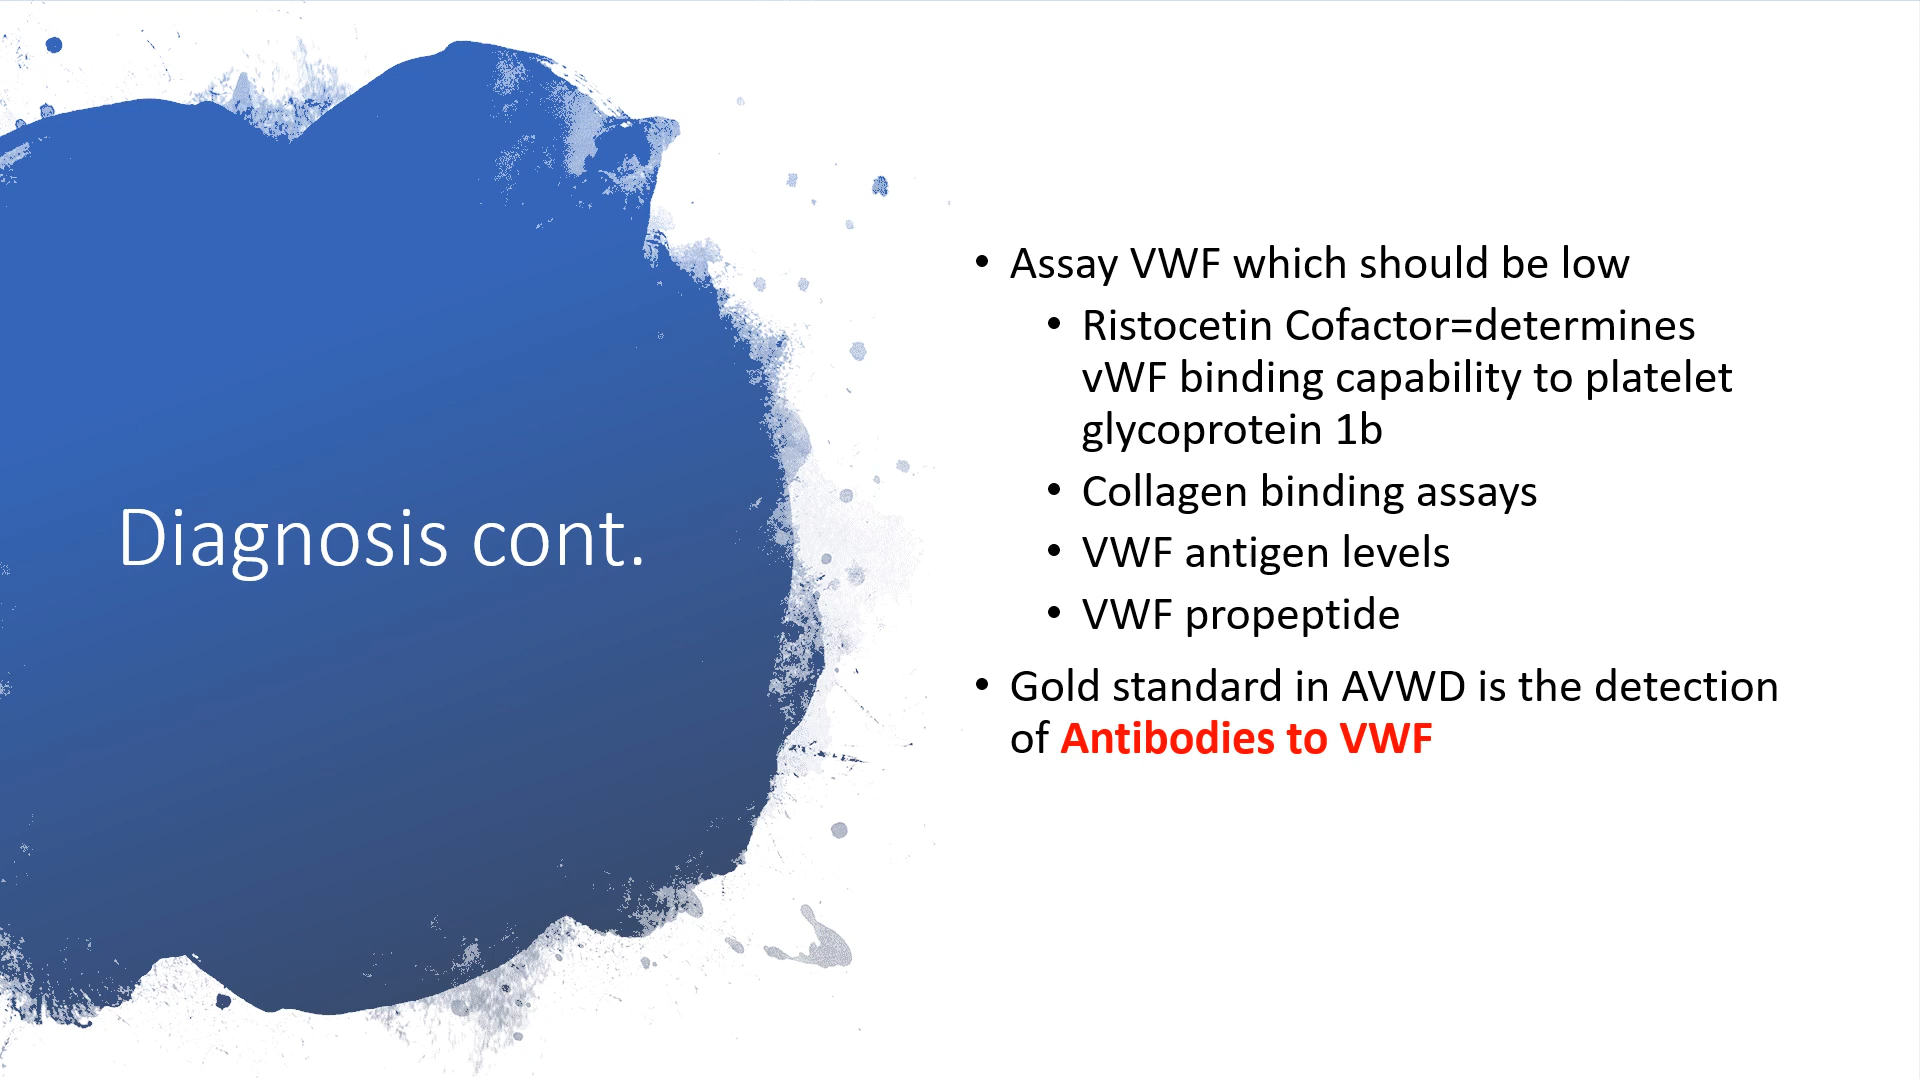 Diagnosis cont.
• Assay VWF which should be low
• Ristocetin Cofactor=determines
vWF binding capability to platelet
glycoprotein 1b
• Collagen binding assays
• VWF antigen levels
• VWF propeptide
• Gold standard in AVWD is the detection
of Antibodies to VWF